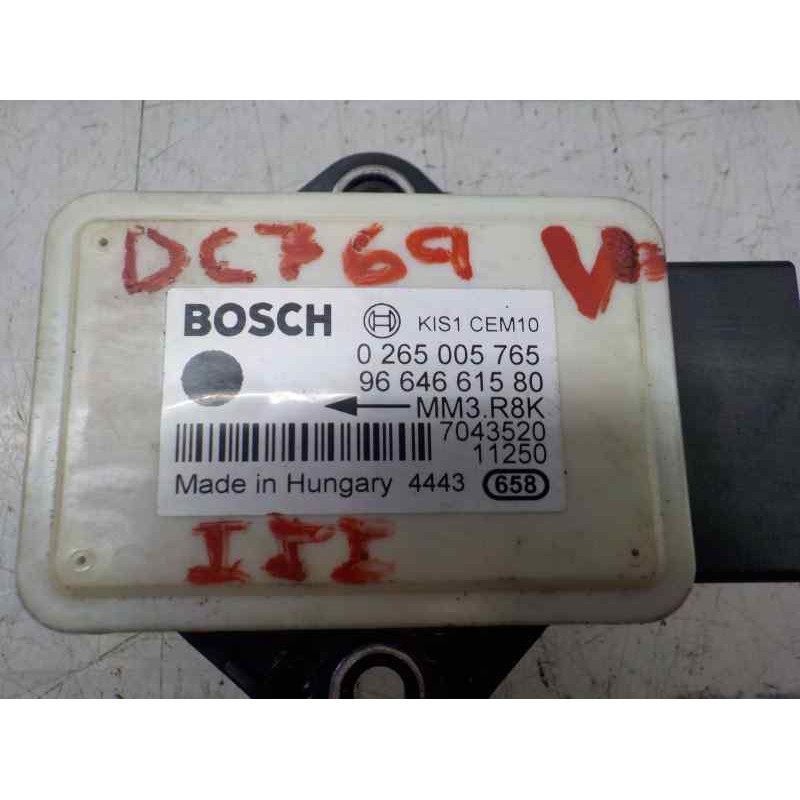 DC769 V
BOSCH KIS1 CEM10
0 265 005 765
96 646 615 80
MM3.R8K
7043520
11250
Made in Hungary 4443 658